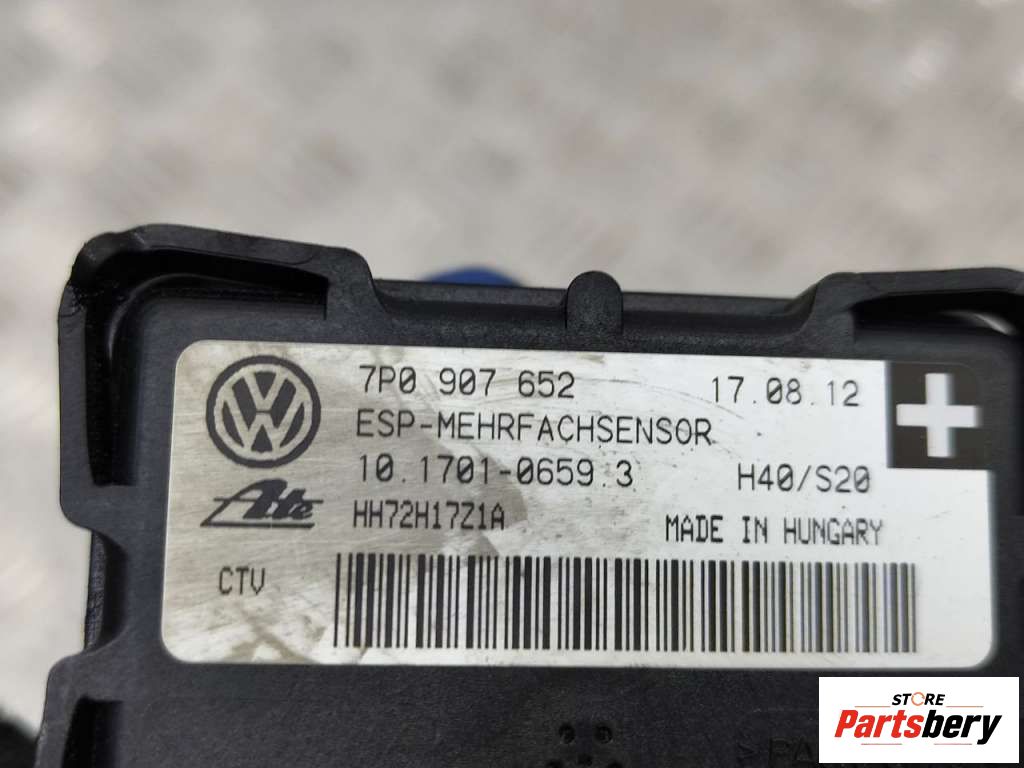 7P0 907 652 17.08.12
ESP-MEHRFACHSENSOR
10.1701-0659.3 H40/S20
Ate HH72H17Z1A MADE IN HUNGARY
CTV
STORE
Partsbery